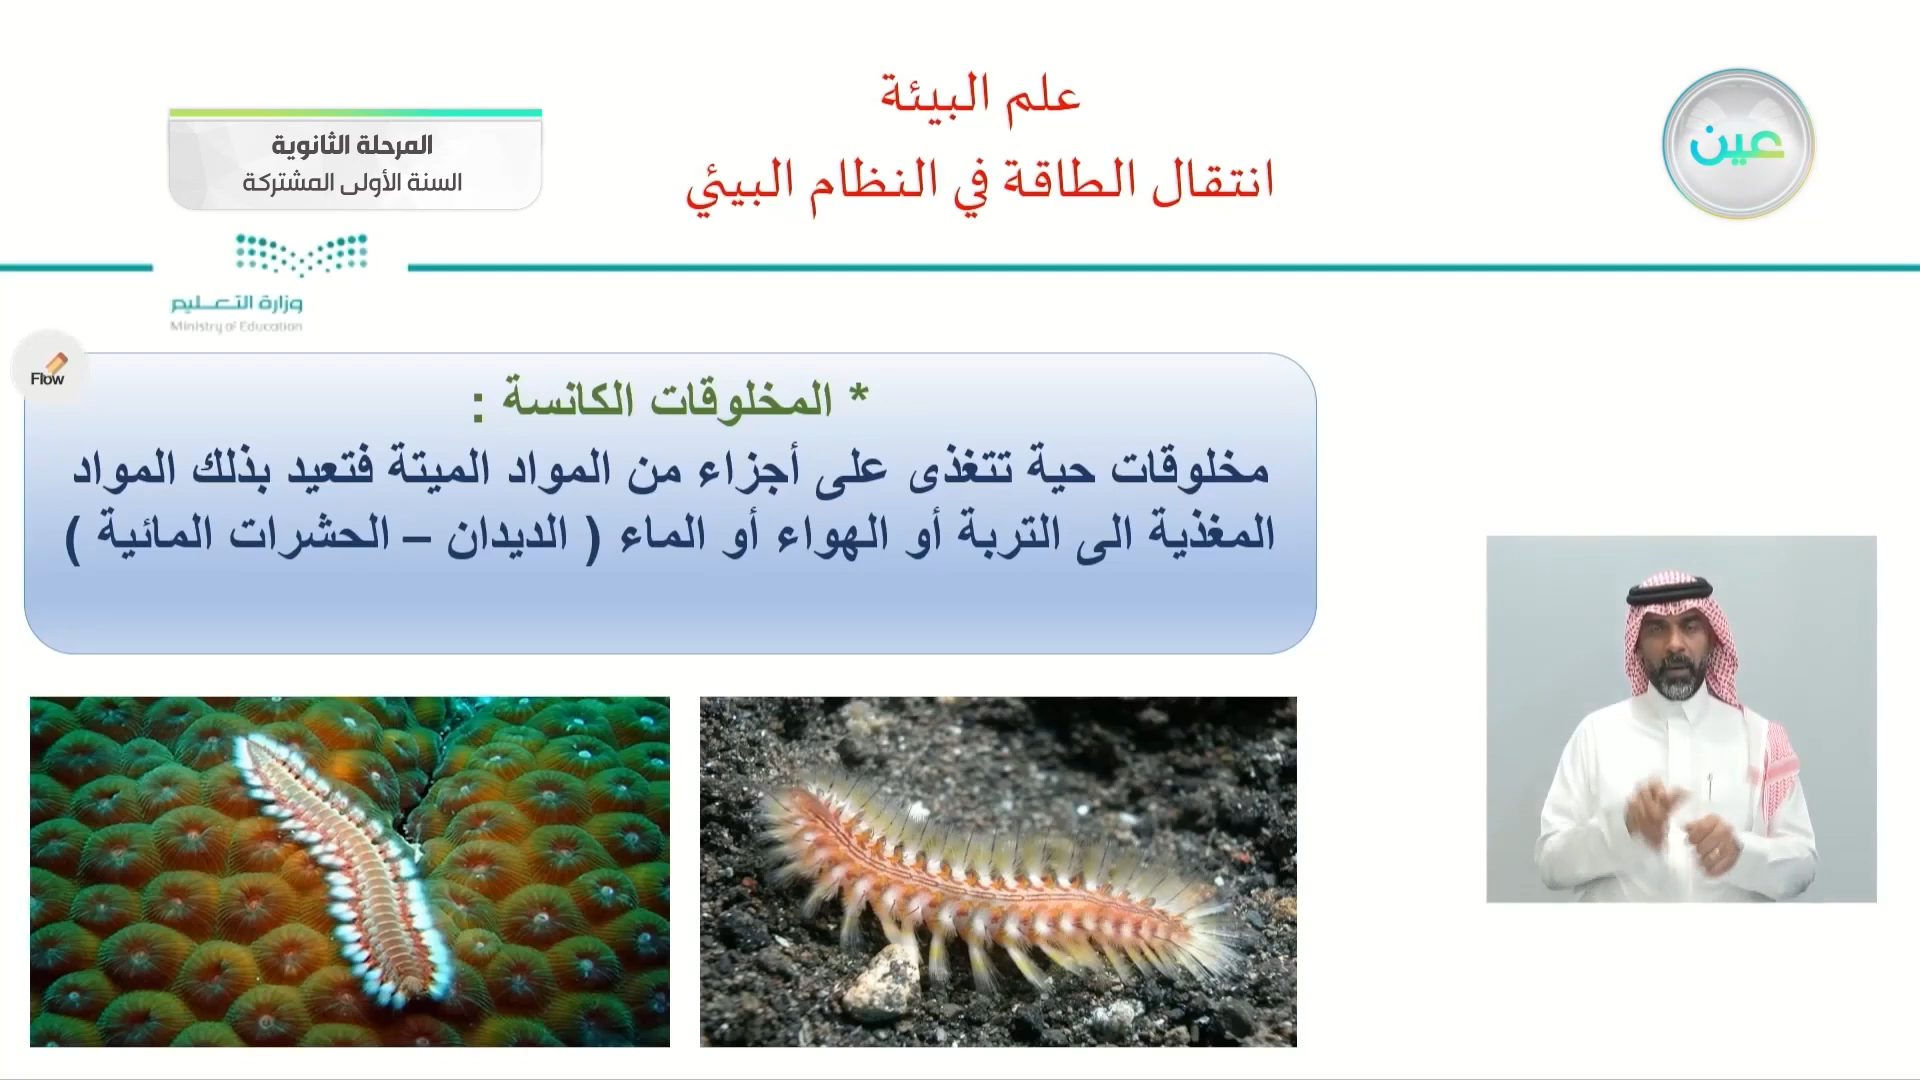 علم البيئة
انتقال الطاقة في النظام البيئي
عين
المرحلة الثانوية
السنة الأولى المشتركة
وزارة التعـــليم
Ministry of Education
Flow
* المخلوقات الكانسة :
مخلوقات حية تتغذى على أجزاء من المواد الميتة فتعيد بذلك المواد
المغذية الى التربة أو الهواء أو الماء ( الديدان – الحشرات المائية )